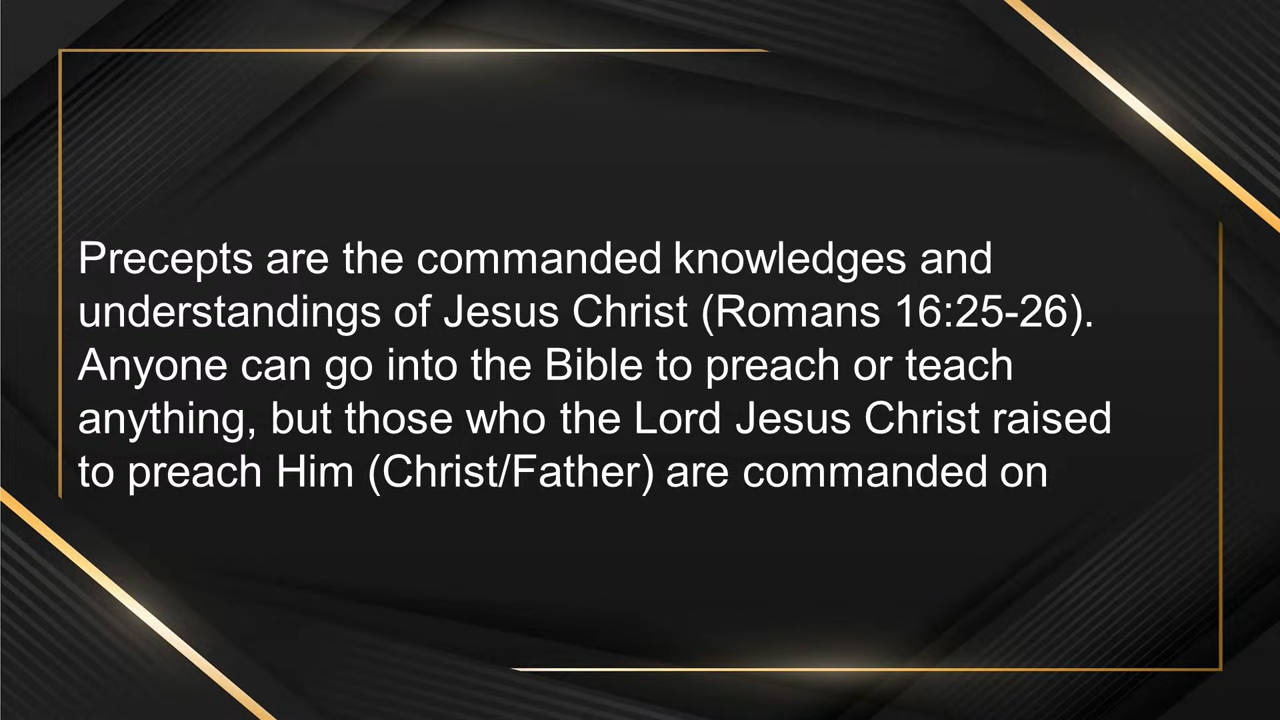 Precepts are the commanded knowledges and
understandings of Jesus Christ (Romans 16:25-26).
Anyone can go into the Bible to preach or teach
anything, but those who the Lord Jesus Christ raised
to preach Him (Christ/Father) are commanded on